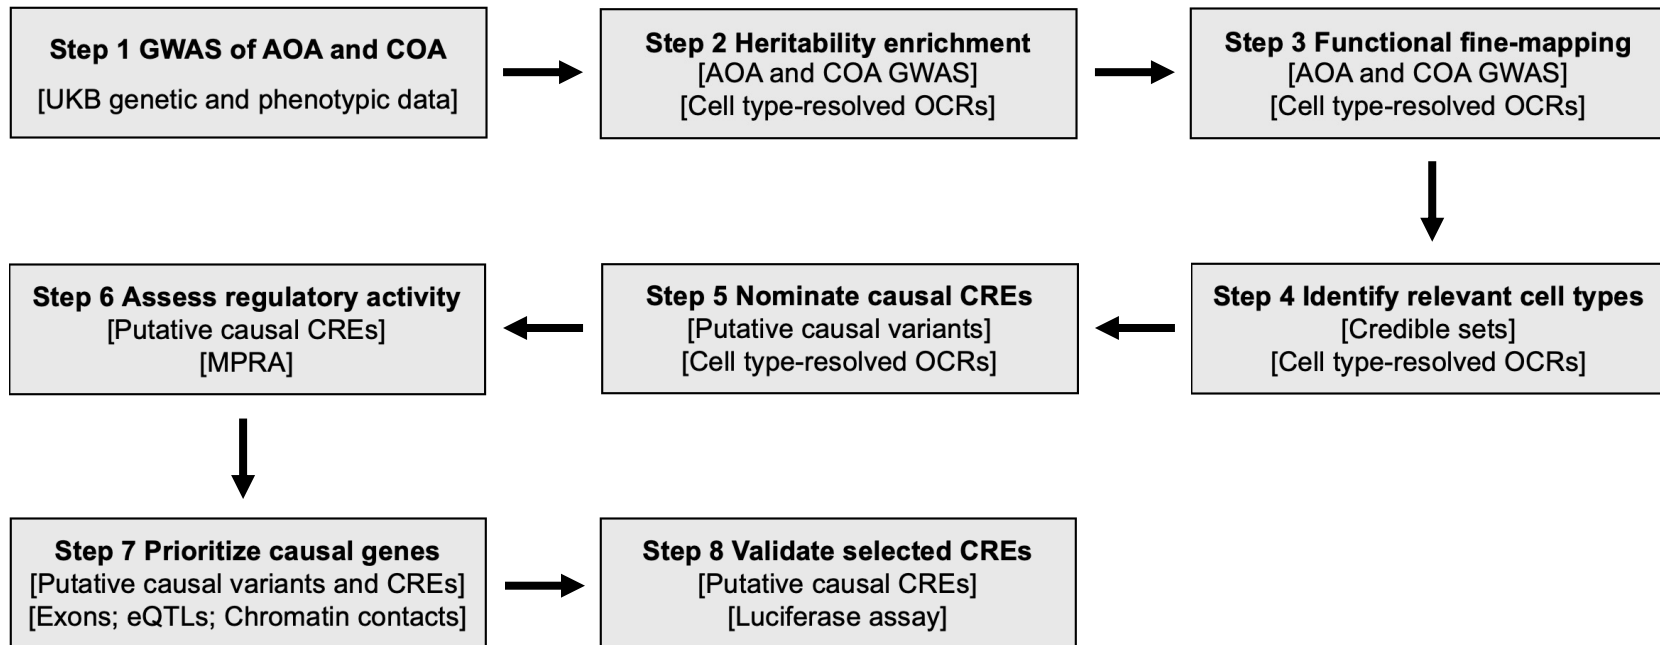 Step 1 GWAS of AOA and COA
[UKB genetic and phenotypic data]
Step 2 Heritability enrichment
[AOA and COA GWAS]
[Cell type-resolved OCRs]
Step 3 Functional fine-mapping
[AOA and COA GWAS]
[Cell type-resolved OCRs]
Step 4 Identify relevant cell types
[Credible sets]
[Cell type-resolved OCRs]
Step 5 Nominate causal CREs
[Putative causal variants]
[Cell type-resolved OCRs]
Step 6 Assess regulatory activity
[Putative causal CREs]
[MPRA]
Step 7 Prioritize causal genes
[Putative causal variants and CREs]
[Exons; eQTLs; Chromatin contacts]
Step 8 Validate selected CREs
[Putative causal CREs]
[Luciferase assay]